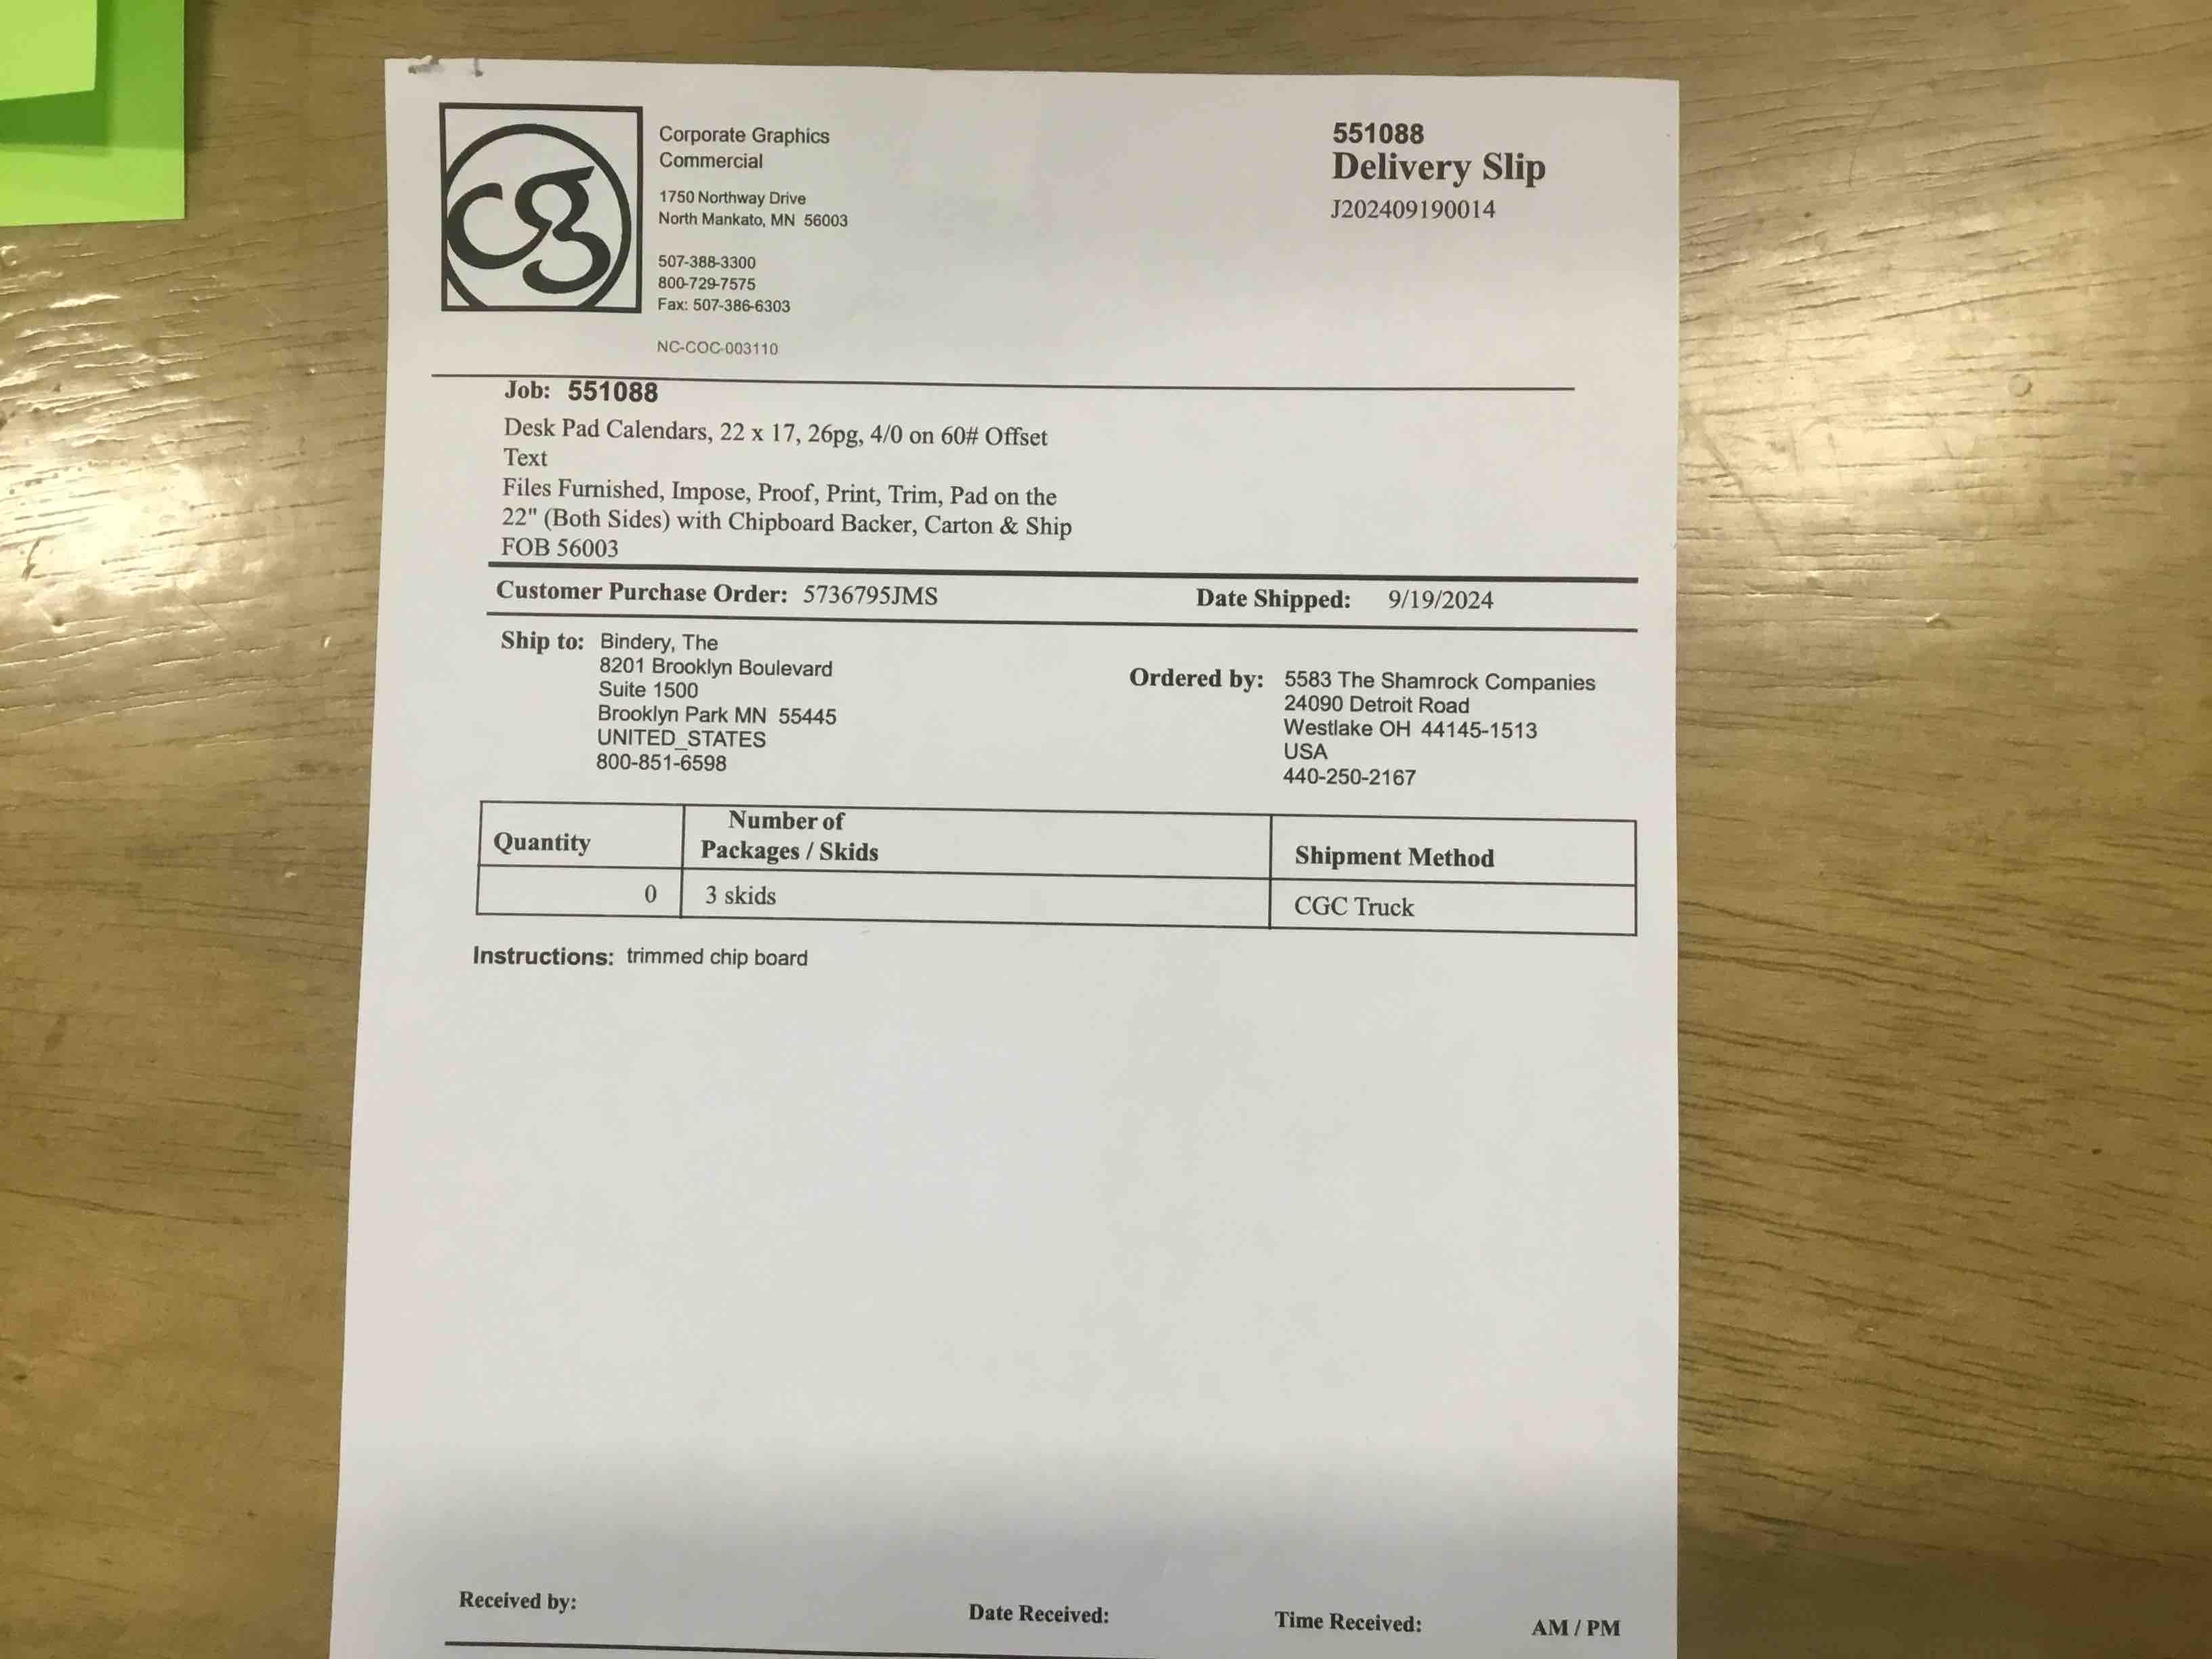 cg
Corporate Graphics
Commercial
1750 Northway Drive
North Mankato, MN 56003
507-388-3300
800-729-7575
Fax: 507-386-6303
NC-COC-003110
551088
Delivery Slip
J202409190014
Job: 551088
Desk Pad Calendars, 22 x 17, 26pg, 4/0 on 60# Offset
Text
Files Furnished, Impose, Proof, Print, Trim, Pad on the
22" (Both Sides) with Chipboard Backer, Carton & Ship
FOB 56003
Customer Purchase Order: 5736795JMS Date Shipped: 9/19/2024
Ship to: Bindery, The
8201 Brooklyn Boulevard
Suite 1500
Brooklyn Park MN 55445
UNITED_STATES
800-851-6598
Ordered by: 5583 The Shamrock Companies
24090 Detroit Road
Westlake OH 44145-1513
USA
440-250-2167
Quantity
Number of
Packages / Skids
Shipment Method
0 3 skids CGC Truck
Instructions: trimmed chip board
Received by: Date Received: Time Received: AM / PM